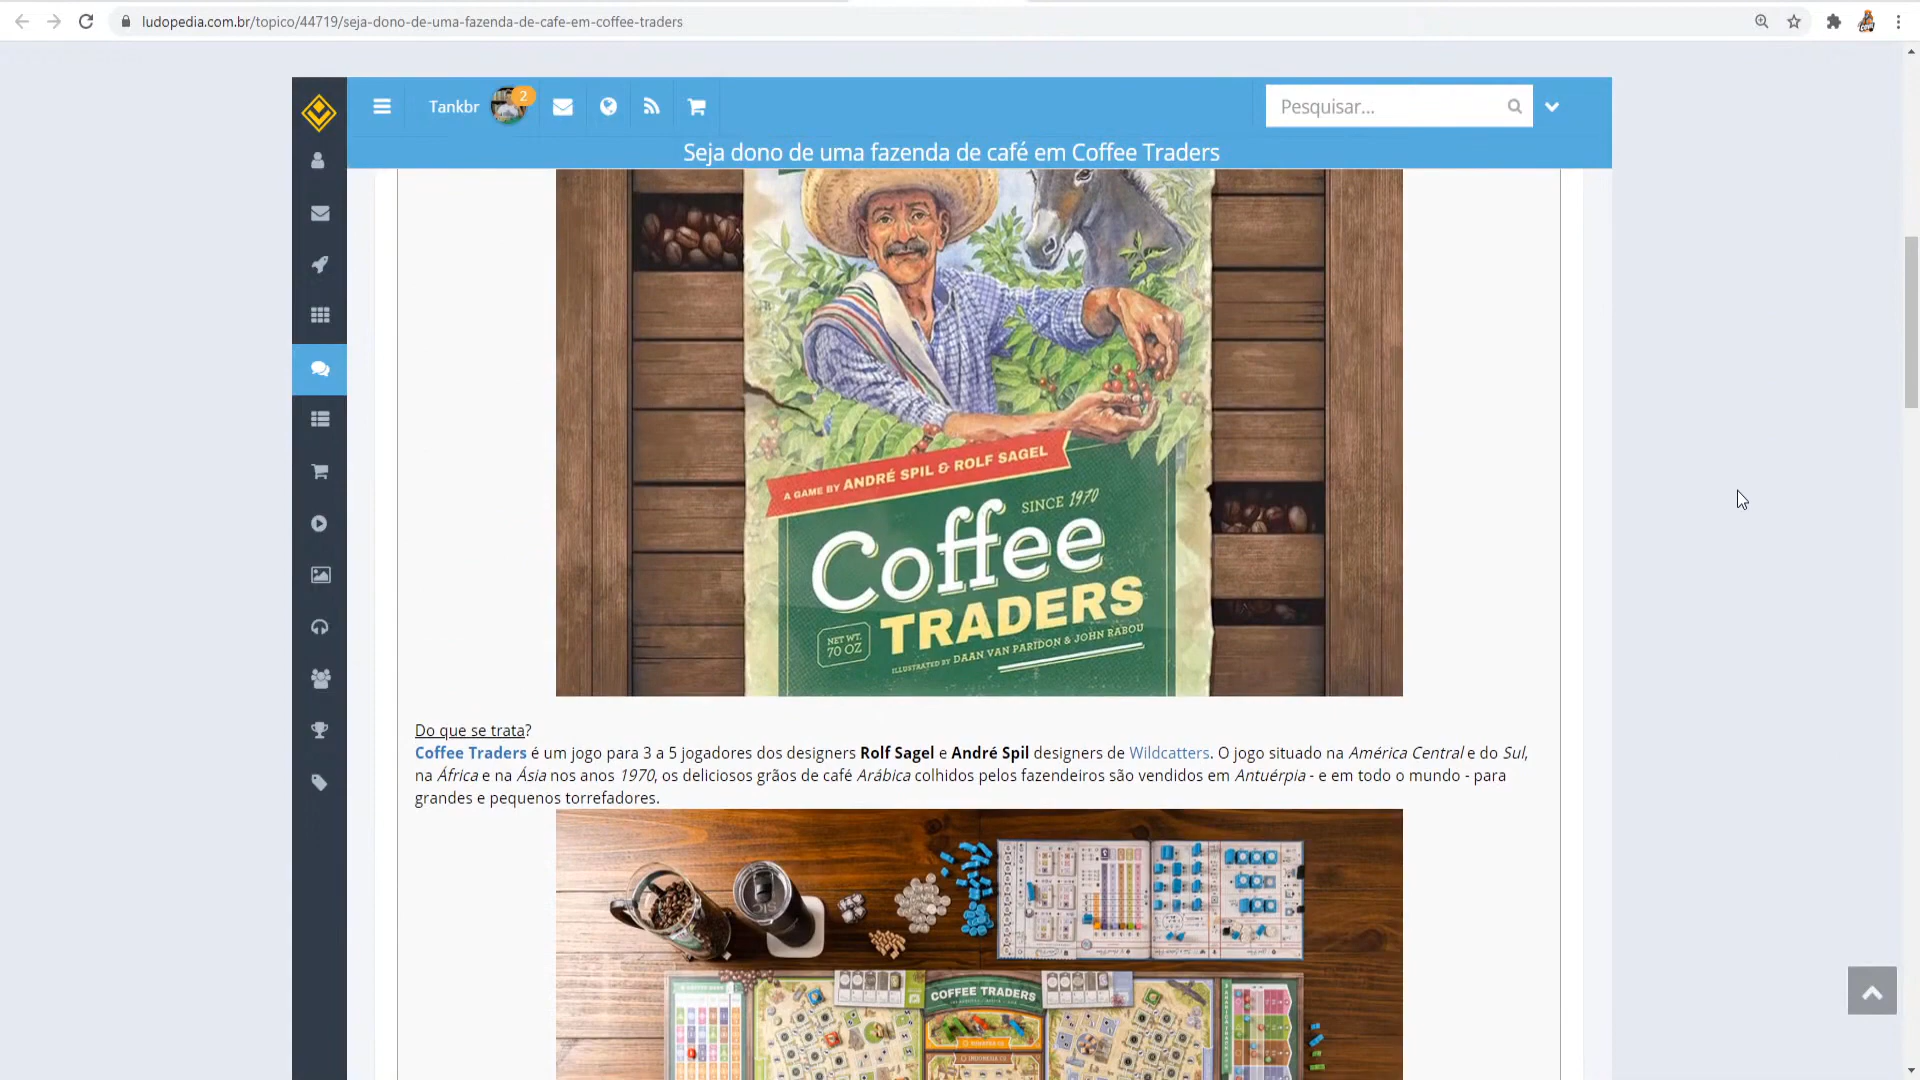 ludopedia.com.br/topico/44719/seja-dono-de-uma-fazenda-de-cafe-em-coffee-traders
Tankbr
2
Pesquisar...
Seja dono de uma fazenda de café em Coffee Traders
A GAME BY ANDRÉ SPIL & ROLF SAGEL
SINCE 1970
Coffee
TRADERS
NET WT.
70 OZ
ILLUSTRATED BY DAAN VAN PARIDON & JOHN RABOU
Do que se trata?
Coffee Traders é um jogo para 3 a 5 jogadores dos designers Rolf Sagel e André Spil designers de Wildcatters. O jogo situado na América Central e do Sul,
na África e na Ásia nos anos 1970, os deliciosos grãos de café Arábica colhidos pelos fazendeiros são vendidos em Antuérpia - e em todo o mundo - para
grandes e pequenos torrefadores.
COFFEE TRADERS